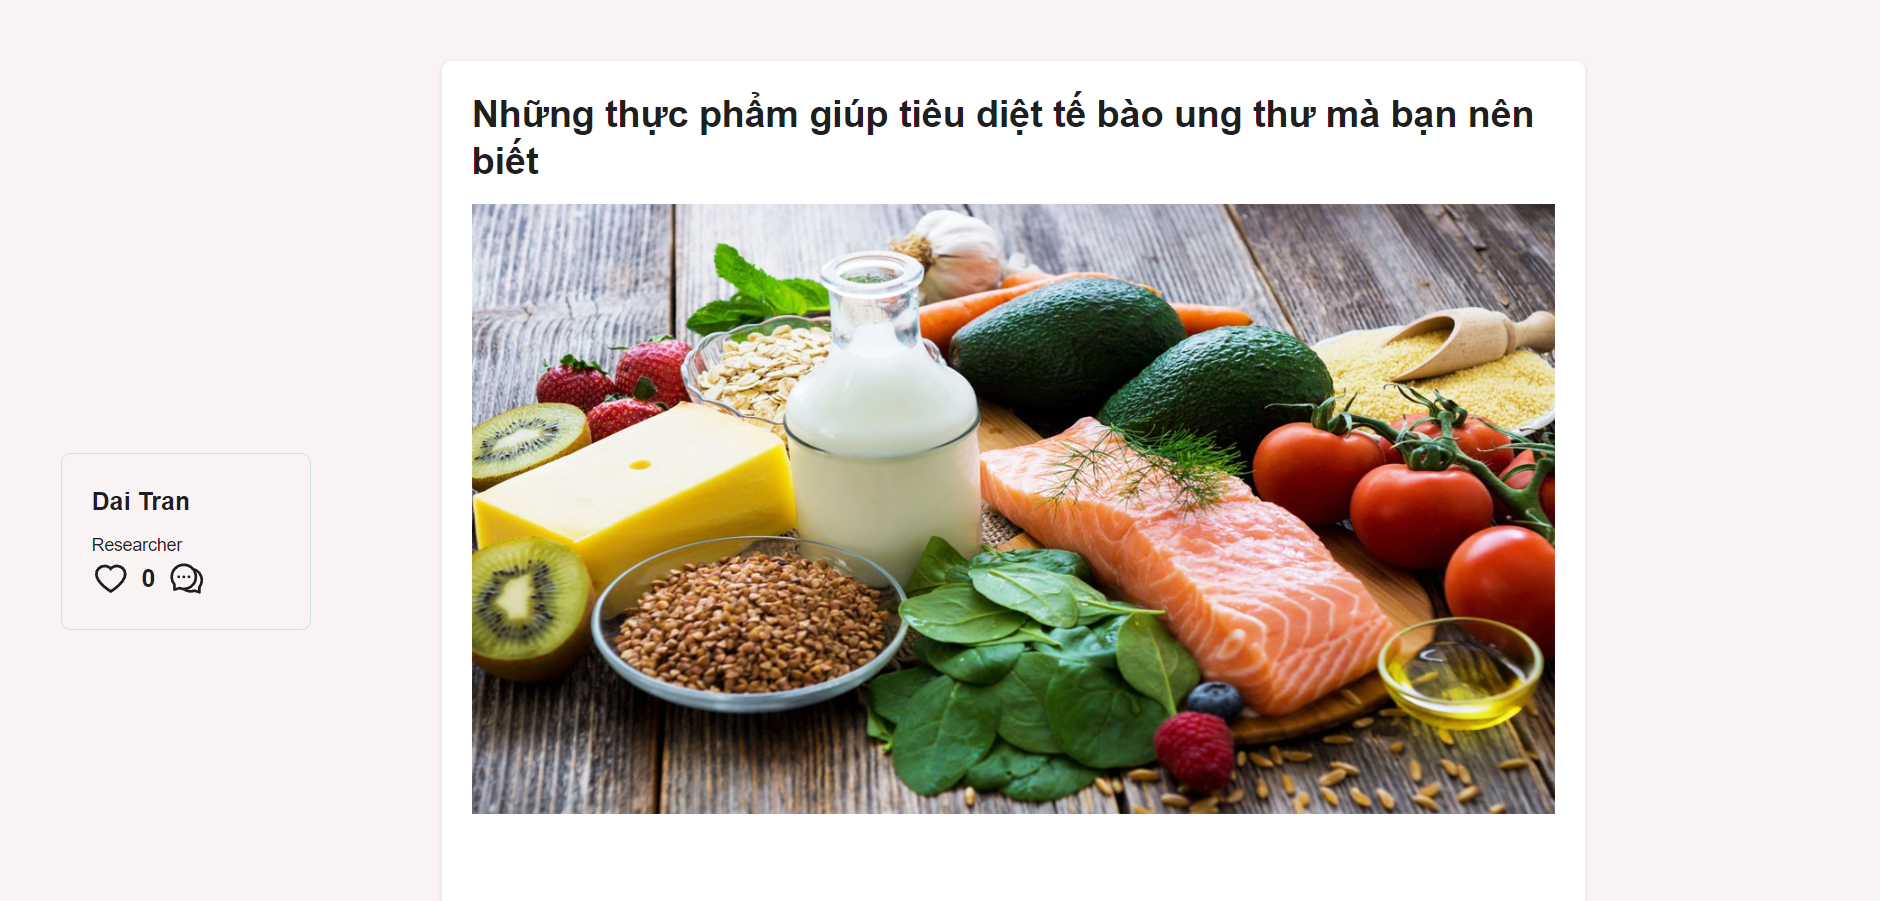 Những thực phẩm giúp tiêu diệt tế bào ung thư mà bạn nên
biết
Dai Tran
Researcher
0